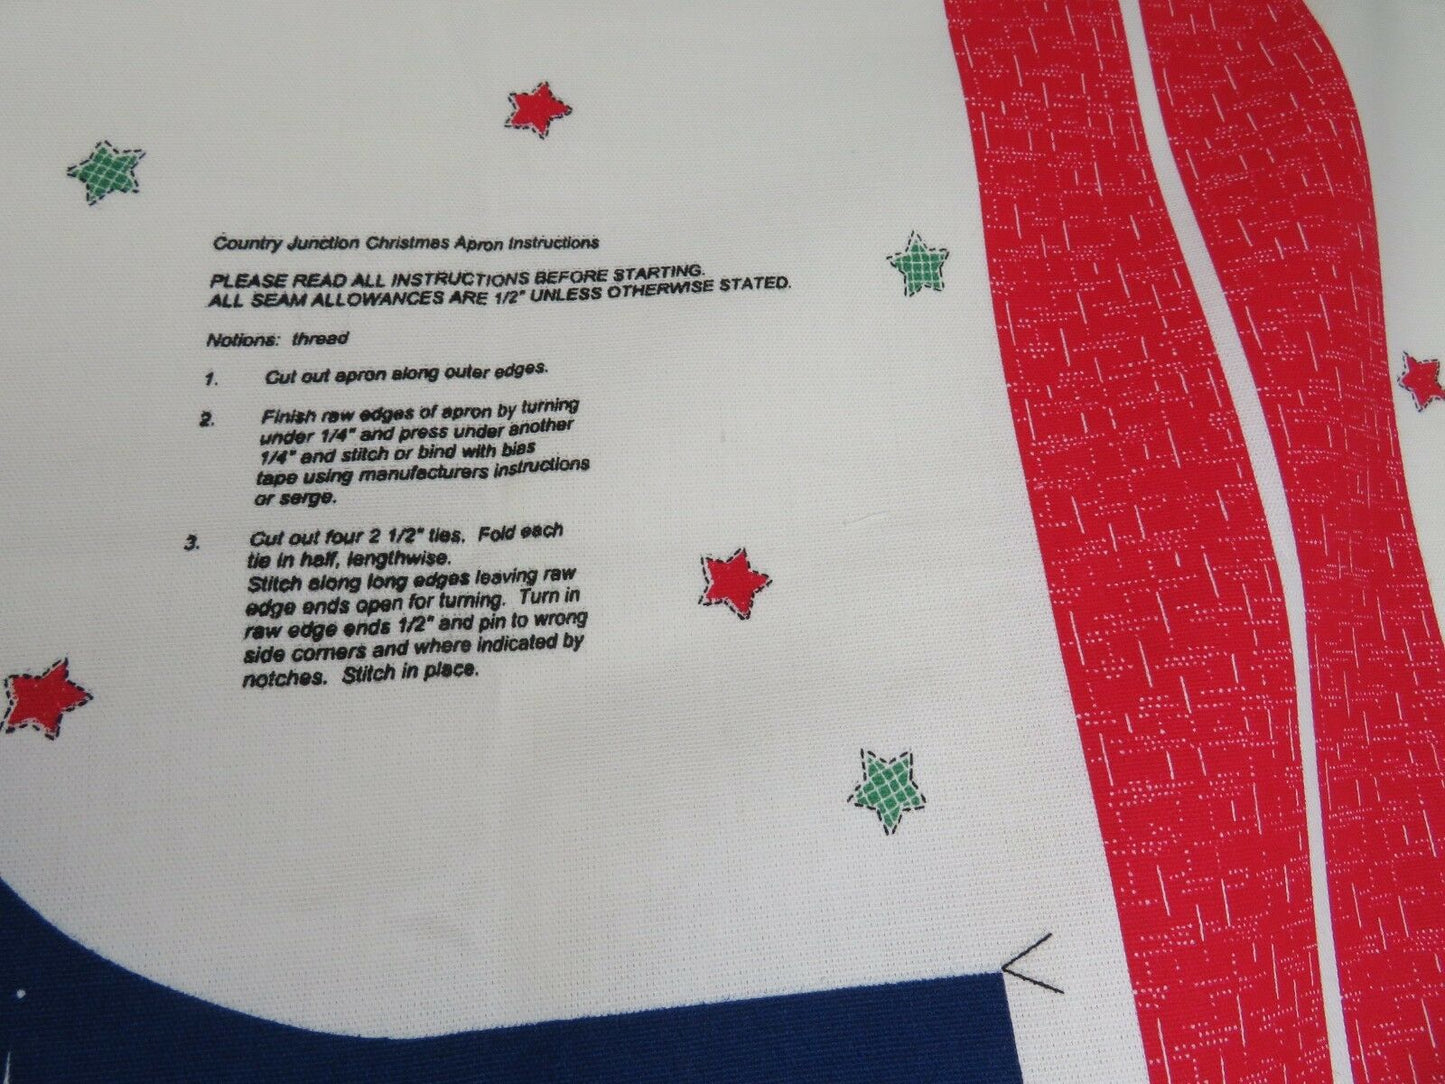 Country Junction Christmas Apron Instructions
PLEASE READ ALL INSTRUCTIONS BEFORE STARTING.
ALL SEAM ALLOWANCES ARE 1/2" UNLESS OTHERWISE STATED.
Notions: thread
1. Cut out apron along outer edges.
2. Finish raw edges of apron by turning
under 1/4" and press under another
1/4" and stitch or bind with bias
tape using manufacturers instructions
or serge.
3. Cut out four 2 1/2" ties. Fold each
tie in half, lengthwise.
Stitch along long edges leaving raw
edge ends open for turning. Turn in
raw edge ends 1/2" and pin to wrong
side corners and where indicated by
notches. Stitch in place.